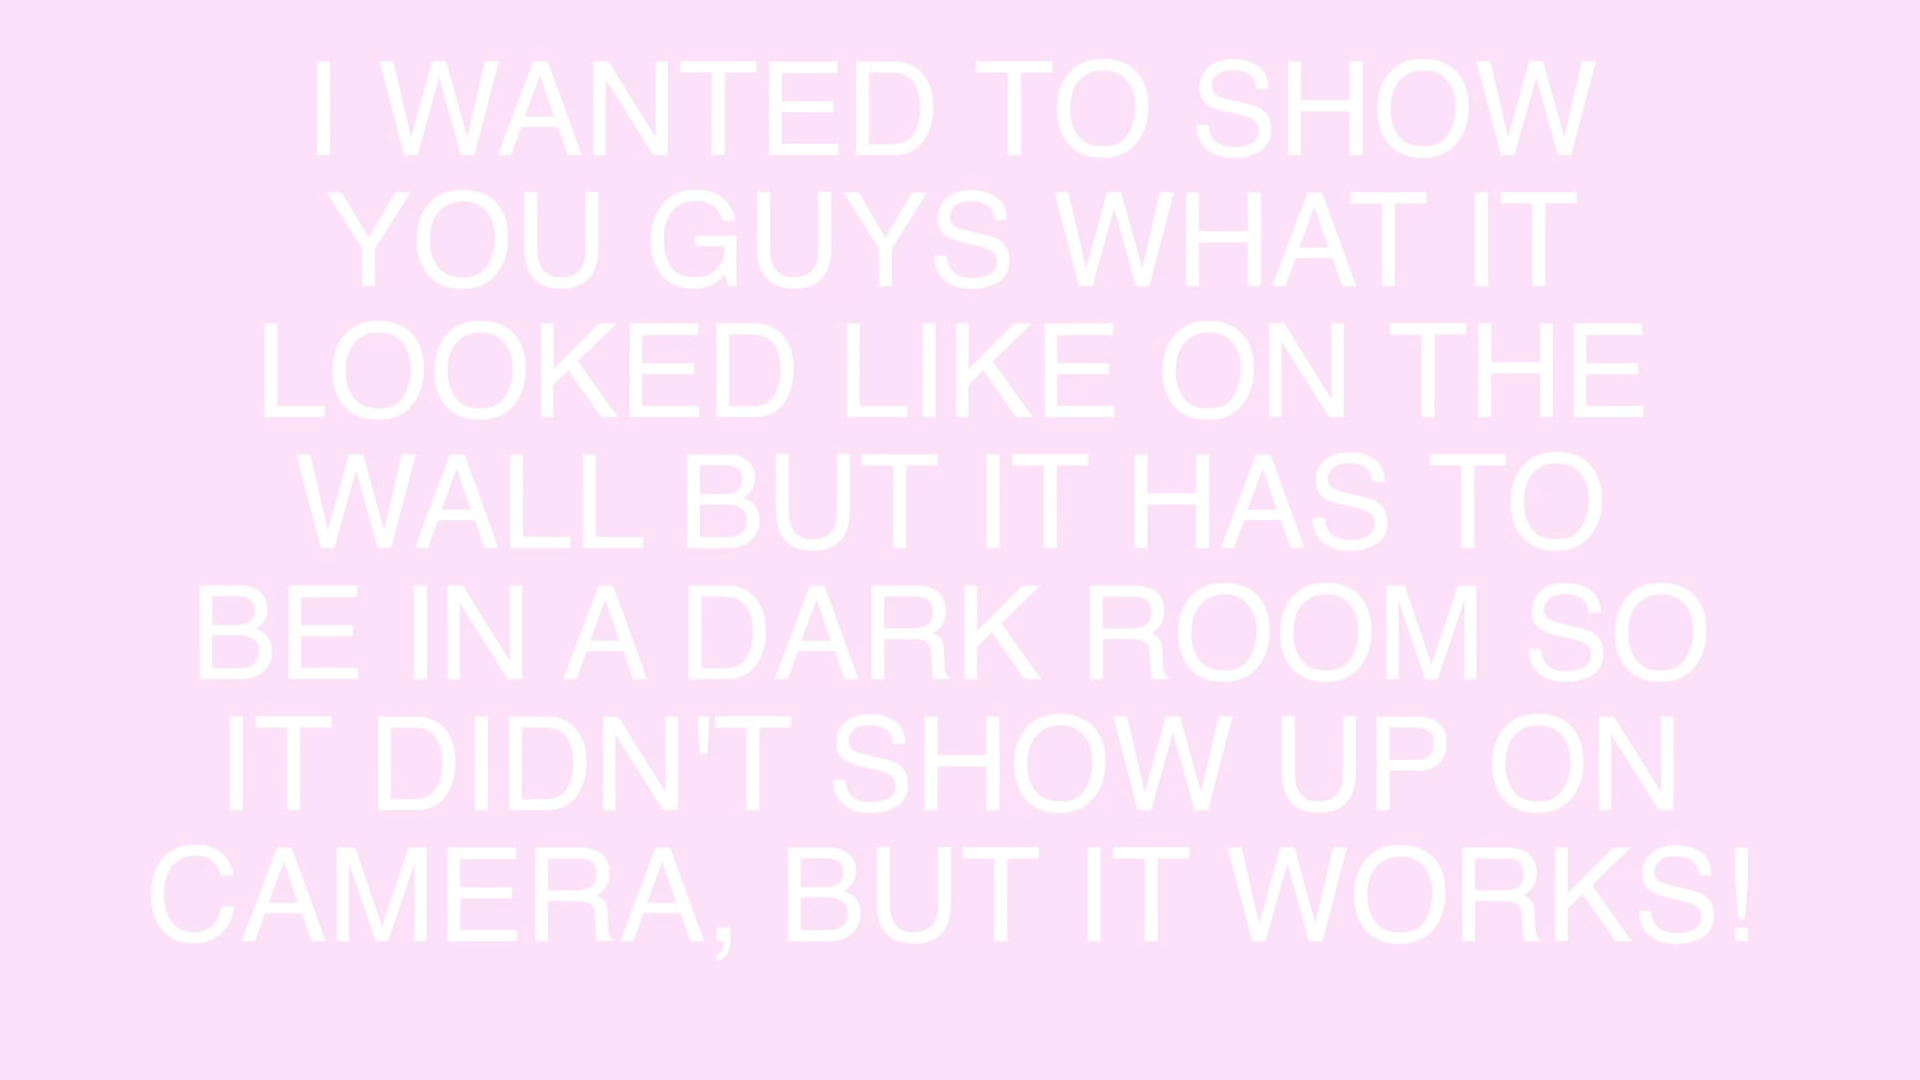 I WANTED TO SHOW
YOU GUYS WHAT IT
LOOKED LIKE ON THE
WALL BUT IT HAS TO
BE IN A DARK ROOM SO
IT DIDN'T SHOW UP ON
CAMERA, BUT IT WORKS!